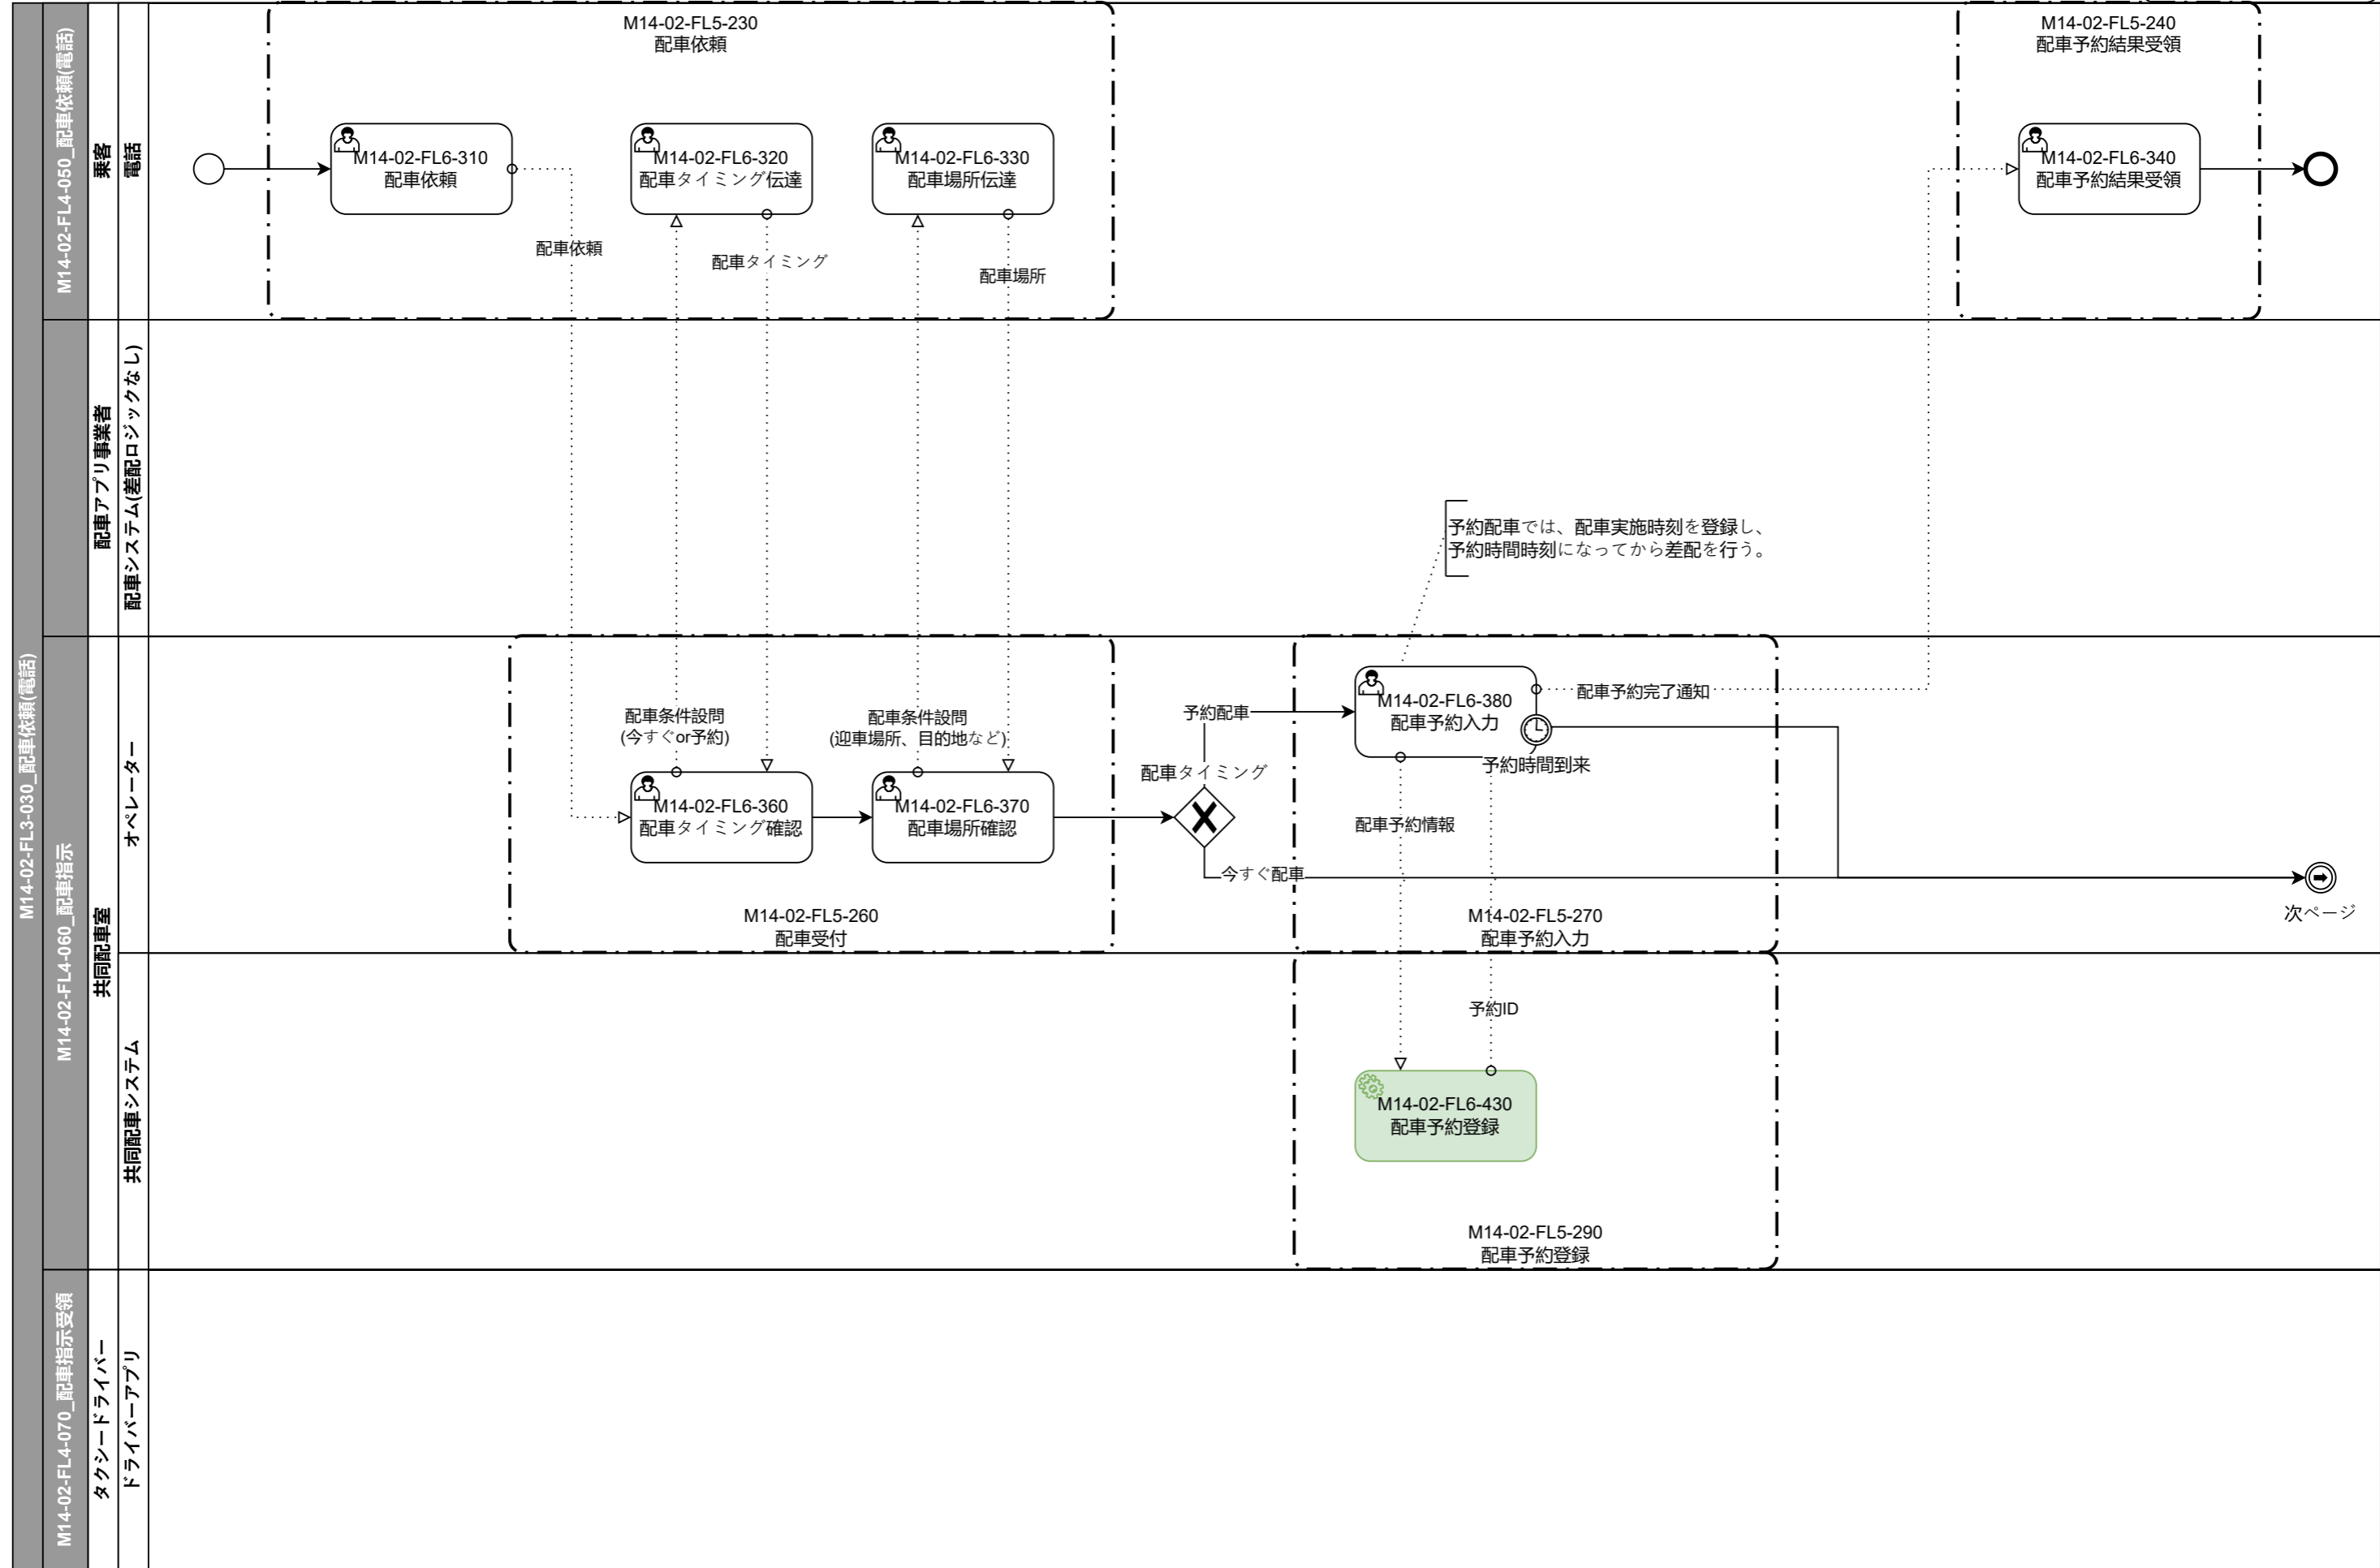 M14-02-FL3-030_配車依頼(電話)
M14-02-FL4-050_配車依頼(電話)
乗客
電話
M14-02-FL5-230
配車依頼
M14-02-FL6-310
配車依頼
M14-02-FL6-320
配車タイミング伝達
M14-02-FL6-330
配車場所伝達
M14-02-FL5-240
配車予約結果受領
M14-02-FL6-340
配車予約結果受領
配車依頼
配車タイミング
配車場所
配車アプリ事業者
配車システム(差配ロジックなし)
予約配車では、配車実施時刻を登録し、
予約時間時刻になってから差配を行う。
M14-02-FL4-060_配車指示
共同配車室
オペレーター
配車条件設問
(今すぐor予約)
配車条件設問
(迎車場所、目的地など)
M14-02-FL6-360
配車タイミング確認
M14-02-FL6-370
配車場所確認
M14-02-FL5-260
配車受付
配車タイミング
予約配車
今すぐ配車
M14-02-FL6-380
配車予約入力
配車予約完了通知
予約時間到来
配車予約情報
M14-02-FL5-270
配車予約入力
次ページ
共同配車システム
予約ID
M14-02-FL6-430
配車予約登録
M14-02-FL5-290
配車予約登録
M14-02-FL4-070_配車指示受領
タクシードライバー
ドライバーアプリ